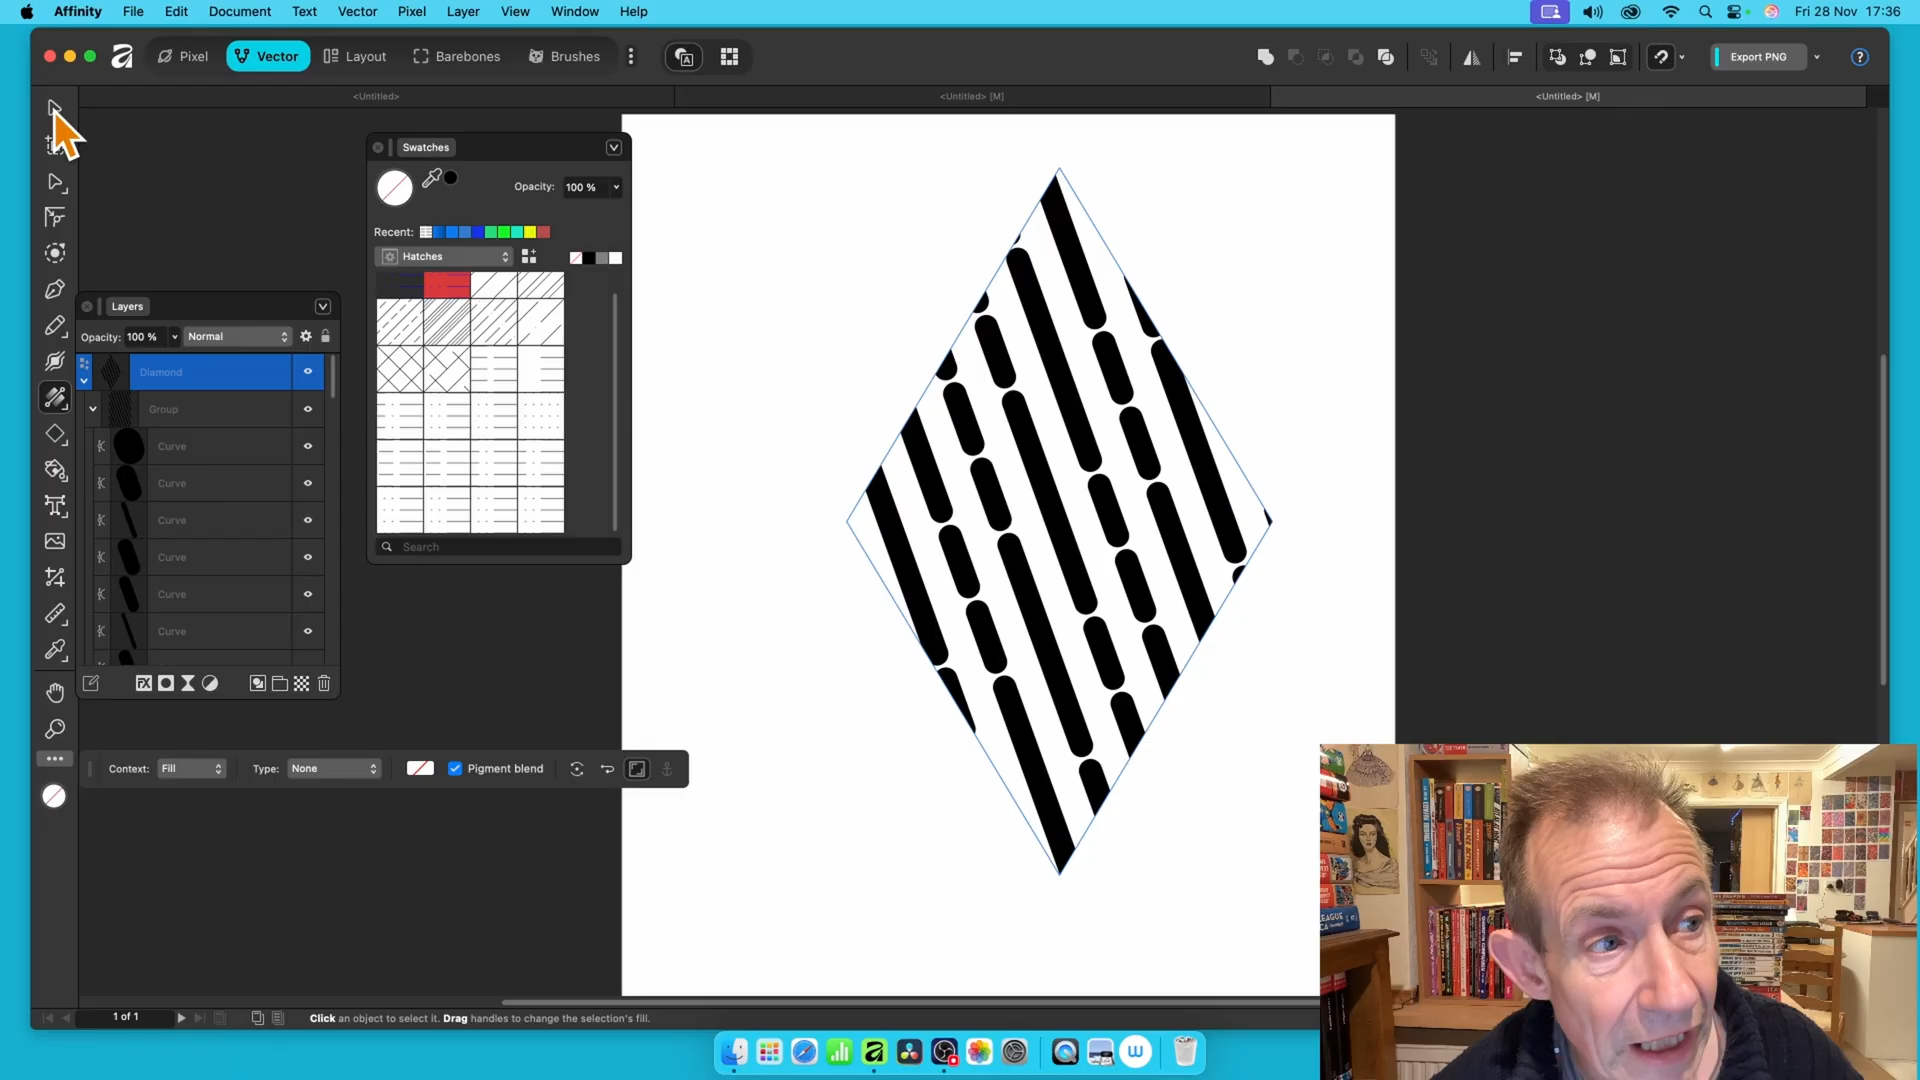 Affinity File Edit Document Text Vector Pixel Layer View Window Help
Fri 28 Nov 17:36
Pixel Vector Layout Barebones Brushes
Export PNG
<Untitled>
<Untitled> [M]
<Untitled> [M]
Swatches
Opacity: 100 %
Recent:
Hatches
Search
Layers
Opacity: 100 % Normal
Diamond
Group
Curve
Curve
Curve
Curve
Curve
Curve
Context: Fill Type: None Pigment blend
1 of 1
Click an object to select it. Drag handles to change the selection's fill.
LEAGUE